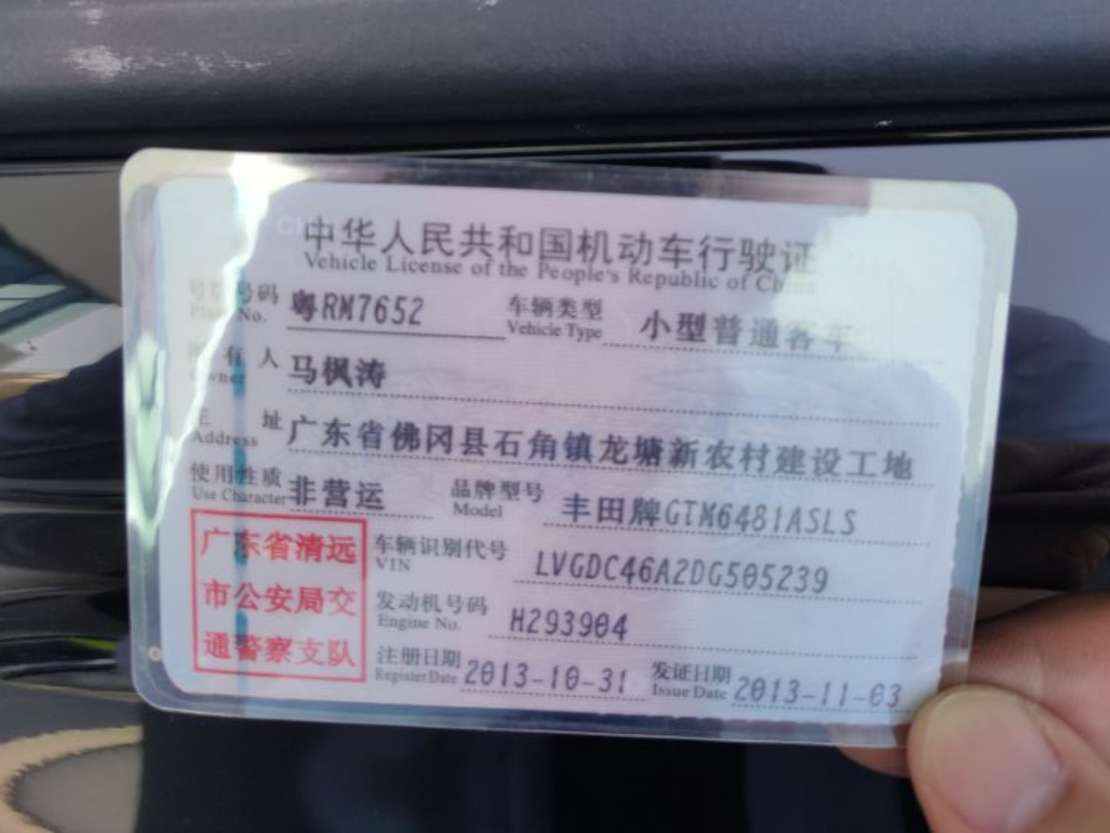 中华人民共和国机动车行驶证
Vehicle License of the People's Republic of China
号牌号码 粤RM7652 车辆类型 小型普通客车
Plate No. Vehicle Type
所有人 马枫涛
Owner
住址 广东省佛冈县石角镇龙塘新农村建设工地
Address
使用性质 非营运 品牌型号 丰田牌GTM6481ASLS
Use Character Model
广东省清远
市公安局交
通警察支队
车辆识别代号 LVGDC46A2DG505239
VIN
发动机号码 H293904
Engine No.
注册日期 2013-10-31 发证日期 2013-11-03
Register Date Issue Date